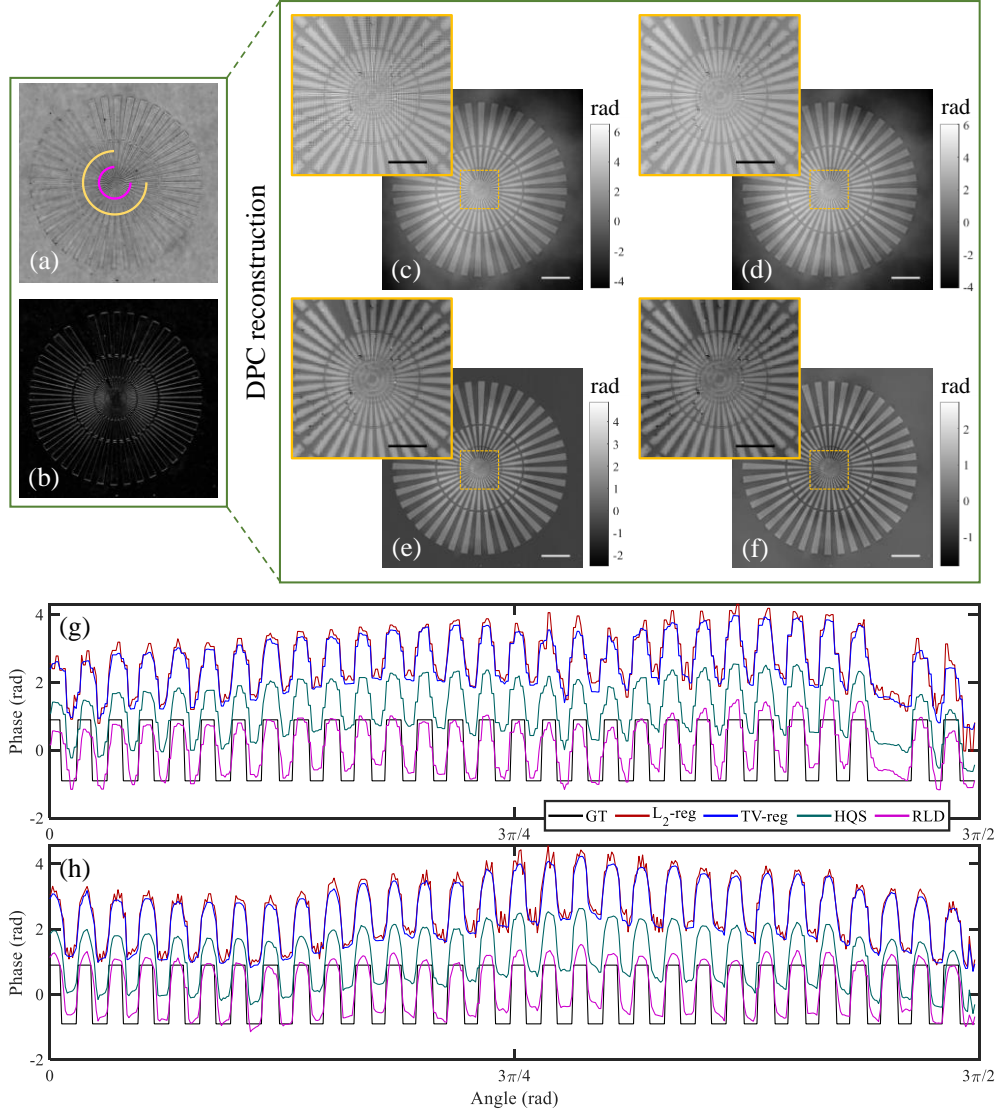 (a)
(b)
DPC reconstruction
(c)
rad
6
4
2
0
-2
-4
(d)
rad
6
4
2
0
-2
-4
(e)
rad
4
3
2
1
0
-1
-2
(f)
rad
2
1
0
-1
(g)
Phase (rad)
4
2
0
-2
0
3π/4
3π/2
GT L₂-reg TV-reg HQS RLD
(h)
Phase (rad)
4
2
0
-2
0
3π/4
3π/2
Angle (rad)